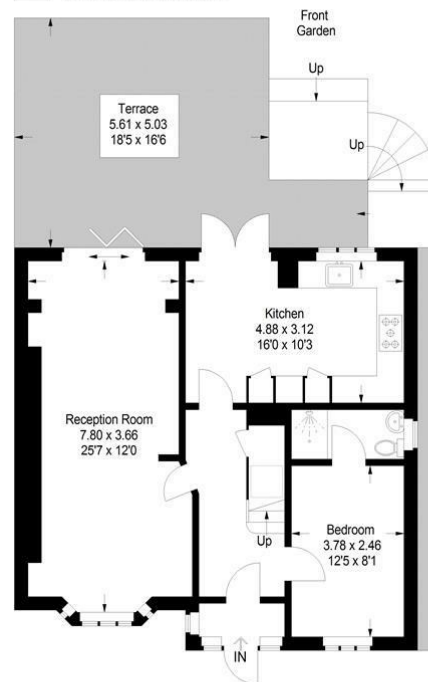 Front
Garden
Up
Terrace
5.61 x 5.03
18'5 x 16'6
Up
Kitchen
4.88 x 3.12
16'0 x 10'3
Reception Room
7.80 x 3.66
25'7 x 12'0
Bedroom
3.78 x 2.46
12'5 x 8'1
Up
IN